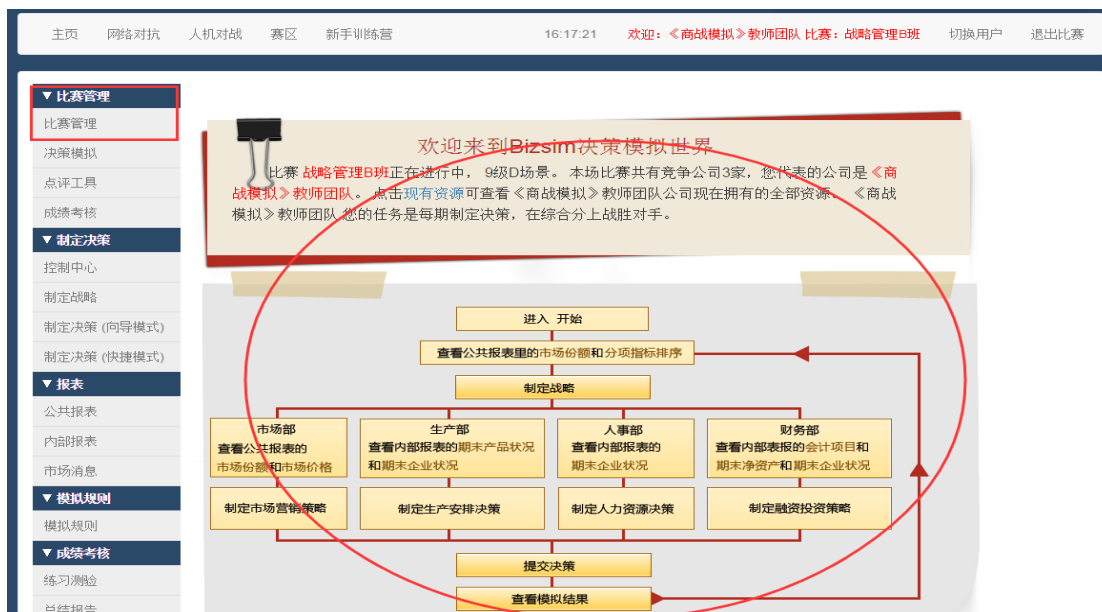 主页 网络对抗 人机对战 赛区 新手训练营 16:17:21 欢迎：《商战模拟》教师团队 比赛：战略管理B班 切换用户 退出比赛
▼ 比赛管理
比赛管理
决策模拟
点评工具
成绩考核
▼ 制定决策
控制中心
制定战略
制定决策 (向导模式)
制定决策 (快捷模式)
▼ 报表
公共报表
内部报表
市场消息
▼ 模拟规则
模拟规则
▼ 成绩考核
练习测验
总结报告
欢迎来到Bizsim决策模拟世界
比赛 战略管理B班正在进行中， 9级D场景。 本场比赛共有竞争公司3家，您代表的公司是《商
战模拟》教师团队。 点击现有资源可查看《商战模拟》教师团队公司现在拥有的全部资源。 《商战
模拟》教师团队 您的任务是每期制定决策，在综合分上战胜对手。
进入 开始
查看公共报表里的市场份额和分项指标排序
制定战略
市场部
查看公共报表的
市场份额和市场价格
生产部
查看内部报表的期末产品状况
和期末企业状况
人事部
查看内部报表的
期末企业状况
财务部
查看内部表报的会计项目和
期末净资产和期末企业状况
制定市场营销策略
制定生产安排决策
制定人力资源决策
制定融资投资策略
提交决策
查看模拟结果